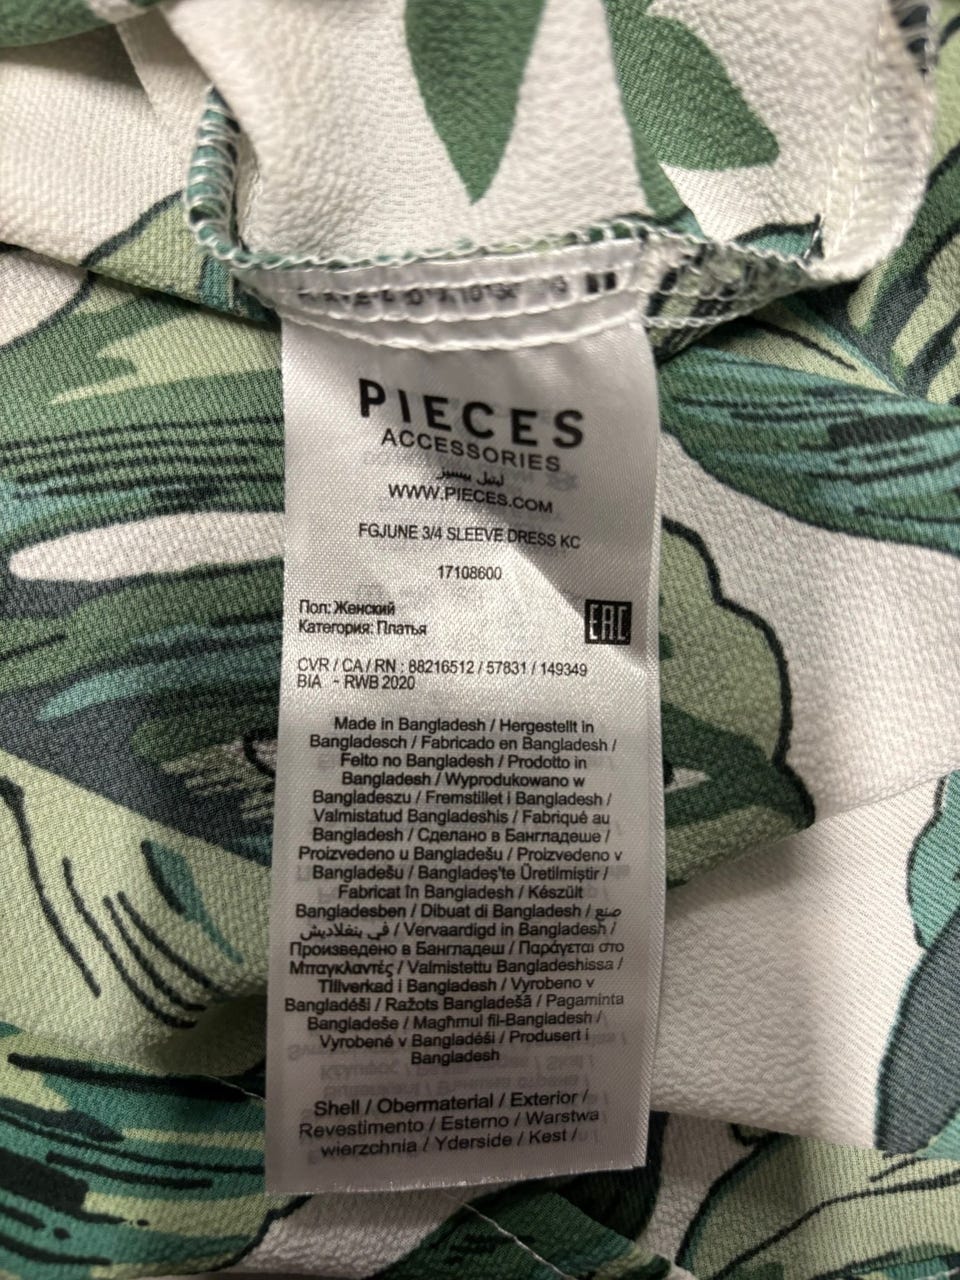 PIECES
ACCESSORIES
ليتيل بيسيز
WWW.PIECES.COM
FGJUNE 3/4 SLEEVE DRESS KC
17108600
Пол: Женский
Категория: Платья
EAC
CVR / CA / RN : 88216512 / 57831 / 149349
BIA - RWB 2020
Made in Bangladesh / Hergestellt in
Bangladesch / Fabricado en Bangladesh /
Feito no Bangladesh / Prodotto in
Bangladesh / Wyprodukowano w
Bangladeszu / Fremstillet i Bangladesh /
Valmistatud Bangladeshis / Fabriqué au
Bangladesh / Сделано в Бангладеше /
Proizvedeno u Bangladešu / Proizvedeno v
Bangladešu / Bangladeş'te Üretilmiştir /
Fabricat în Bangladesh / Készült
Bangladesben / Dibuat di Bangladesh / صنع
في بنغلاديش / Vervaardigd in Bangladesh /
Произведено в Бангладеш / Παράγεται στο
Μπαγκλαντές / Valmistettu Bangladeshissa /
Tillverkad i Bangladesh / Vyrobeno v
Bangladéši / Ražots Bangladešā / Pagaminta
Bangladeše / Magħmul fil-Bangladesh /
Vyrobené v Bangladéši / Produsert i
Bangladesh
Shell / Obermaterial / Exterior /
Revestimento / Esterno / Warstwa
wierzchnia / Yderside / Kest /